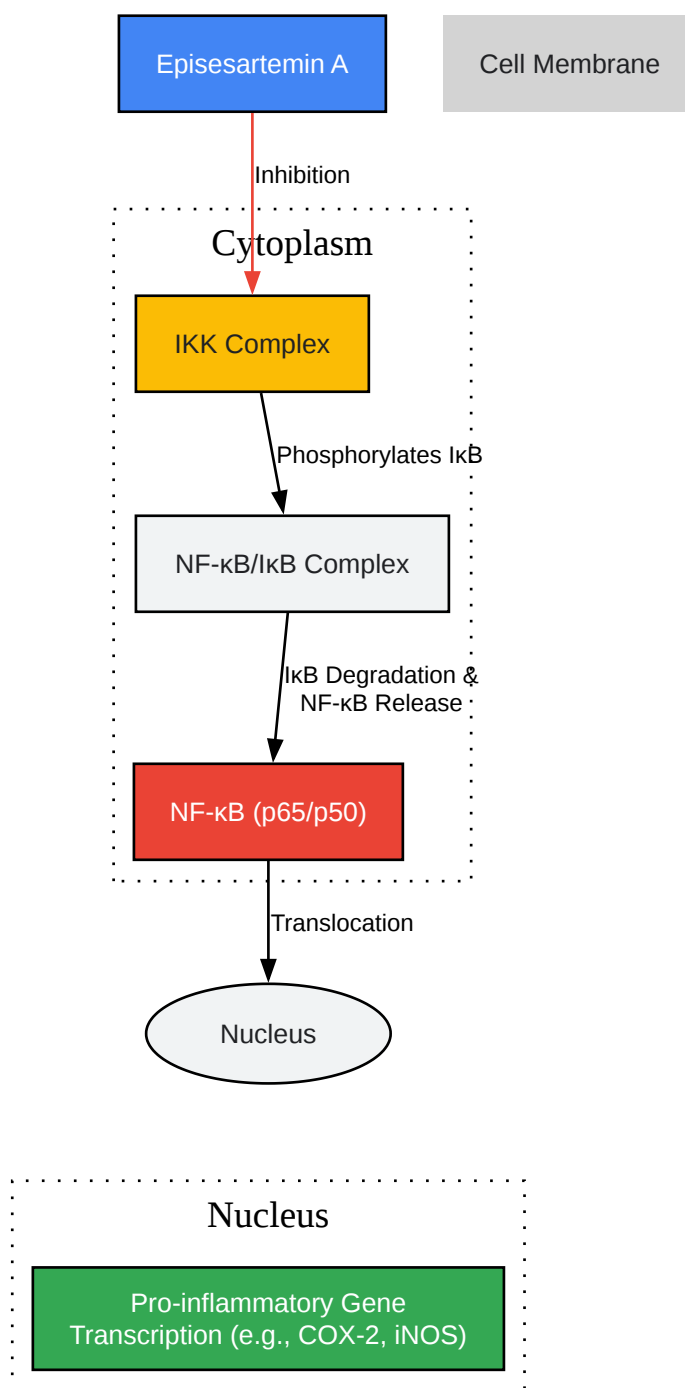 Episesartemin A
Cell Membrane
Inhibition
Cytoplasm
IKK Complex
Phosphorylates IκB
NF-κB/IκB Complex
IκB Degradation &
NF-κB Release
NF-κB (p65/p50)
Translocation
Nucleus
Nucleus
Pro-inflammatory Gene
Transcription (e.g., COX-2, iNOS)